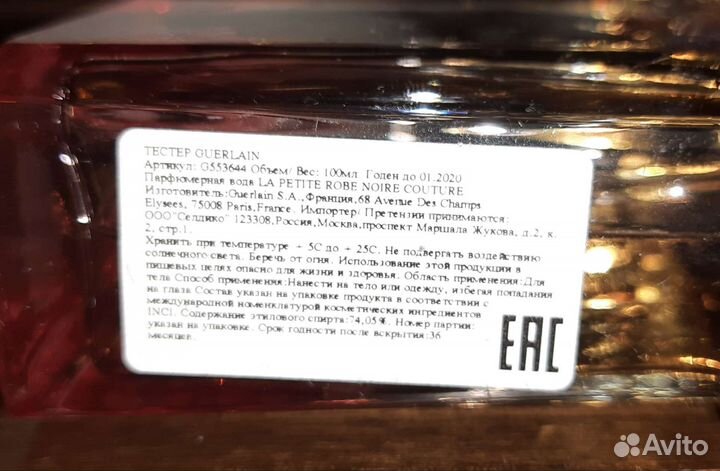 ТЕСТЕР GUERLAIN
Артикул: G553644 Объем/ Вес: 100мл Годен до 01.2020
Парфюмерная вода LA PETITE ROBE NOIRE COUTURE
Изготовитель:Guerlain S.A.,Франция,68 Avenue Des Champs
Elysees, 75008 Paris,France. Импортер/ Претензии принимаются:
ООО"Селдико" 123308,Россия,Москва,проспект Маршала Жукова, д.2, к.
2, стр.1.
Хранить при температуре + 5C до + 25C. Не подвергать воздействию
солнечного света. Беречь от огня. Использование этой продукции в
пищевых целях опасно для жизни и здоровья. Область применения:Для
тела Способ применения:Нанести на тело или одежду, избегая попадания
на глаза Состав указан на упаковке продукта в соответствии с
международной номенклатурой косметических ингредиентов
INCI. Содержание этилового спирта:74,05%. Номер партии:
указан на упаковке. Срок годности после вскрытия:36
месяцев.
EAC
Avito